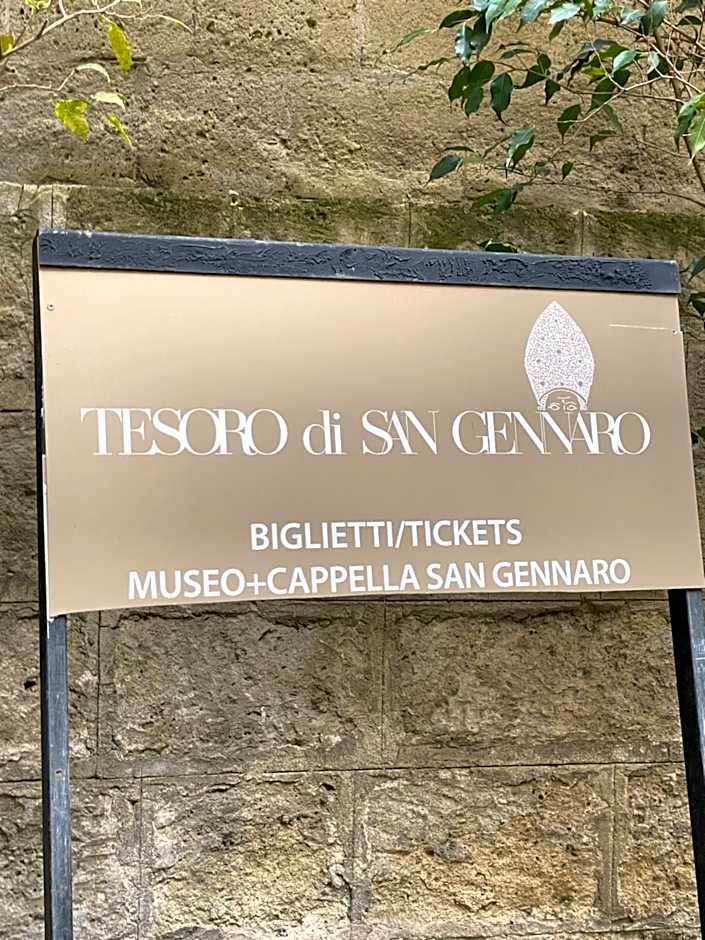 TESORO di SAN GENNARO
BIGLIETTI/TICKETS
MUSEO+CAPPELLA SAN GENNARO